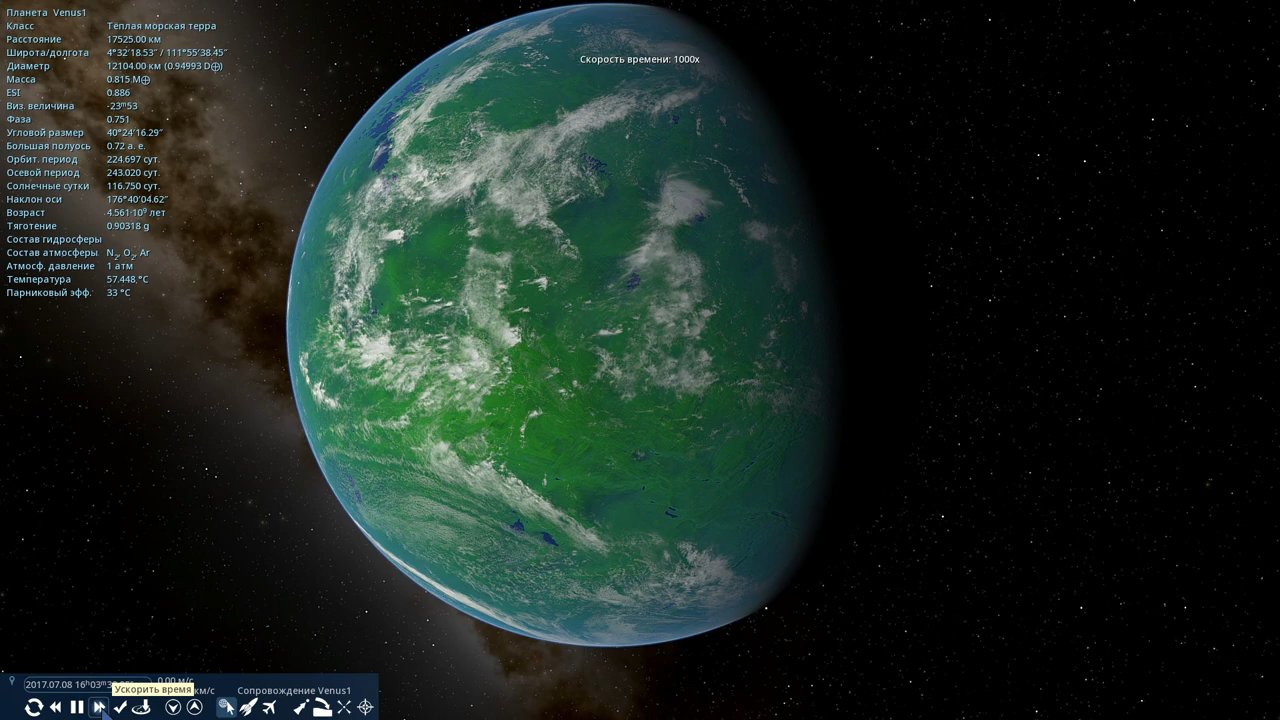 Планета Venus1
Класс Тёплая морская терра
Расстояние 17525.00 км
Широта/долгота 4°32'18.53" / 111°55'38.45"
Диаметр 12104.00 км (0.94993 D⊕)
Масса 0.815 M⊕
ESI 0.886
Виз. величина -23ᵐ53
Фаза 0.751
Угловой размер 40°24'16.29"
Большая полуось 0.72 а. е.
Орбит. период 224.697 сут.
Осевой период 243.020 сут.
Солнечные сутки 116.750 сут.
Наклон оси 176°40'04.62"
Возраст 4.561·10⁹ лет
Тяготение 0.90318 g
Состав гидросферы
Состав атмосферы N₂, O₂, Ar
Атмосф. давление 1 атм
Температура 57.448 °C
Парниковый эфф. 33 °C
Скорость времени: 1000x
2017.07.08 16ʰ03ᵐ
0.00 м/с
Ускорить время
км/с
Сопровождение Venus1